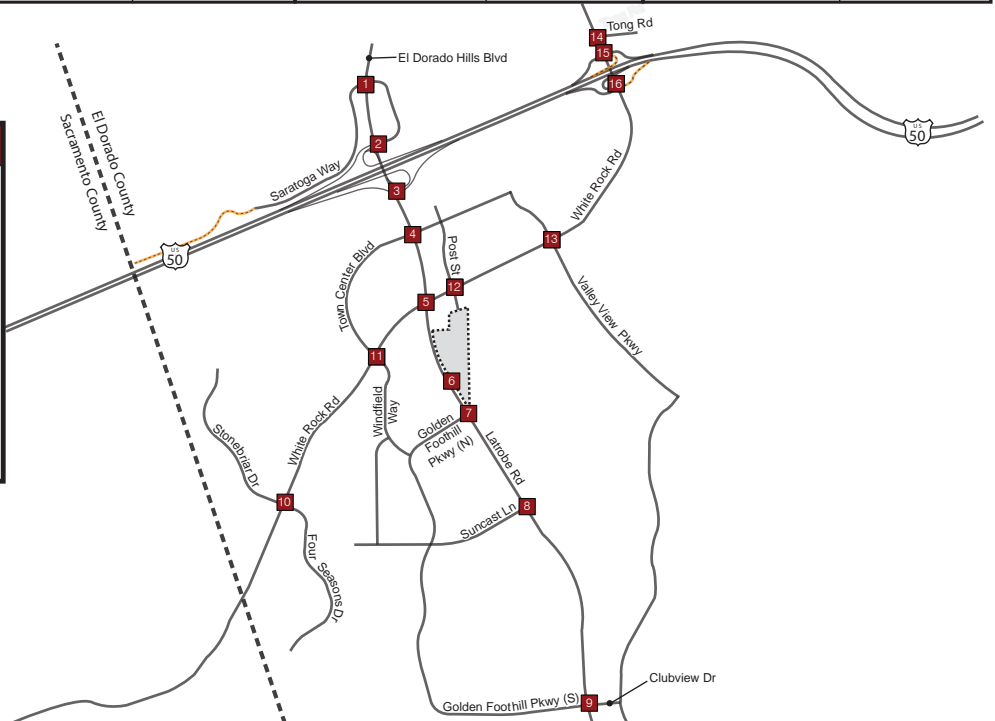 Tong Rd
14
15
El Dorado Hills Blvd
1
16
US
50
El Dorado County
Sacramento County
2
Saratoga Way
3
White Rock Rd
US
50
4
13
Town Center Blvd
Post St
12
5
Valley View Pkwy
11
6
Windfield
Way
7
Golden
Foothill
Pkwy (N)
White Rock Rd
Latrobe Rd
Stonebriar Dr
10
8
Suncast Ln
Four Seasons Dr
Clubview Dr
Golden Foothill Pkwy (S)
9